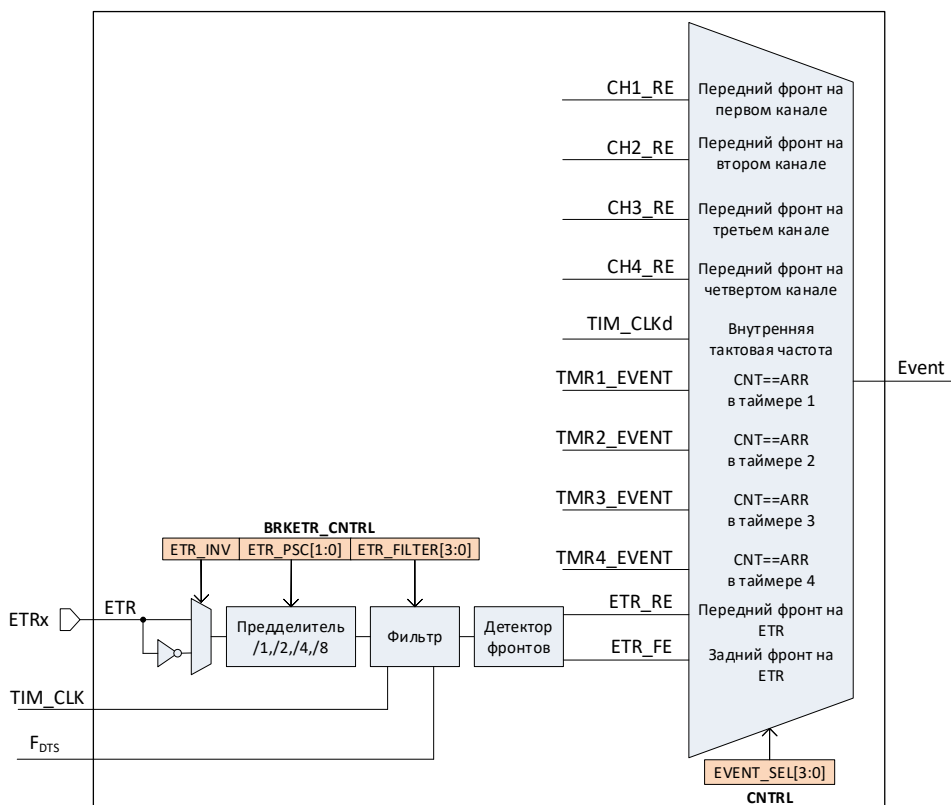 CH1_RE
Передний фронт на
первом канале
CH2_RE
Передний фронт на
втором канале
CH3_RE
Передний фронт на
третьем канале
CH4_RE
Передний фронт на
четвертом канале
TIM_CLKd
Внутренняя
тактовая частота
TMR1_EVENT
CNT==ARR
в таймере 1
Event
TMR2_EVENT
CNT==ARR
в таймере 2
TMR3_EVENT
CNT==ARR
в таймере 3
TMR4_EVENT
CNT==ARR
в таймере 4
BRKETR_CNTRL
ETR_INV ETR_PSC[1:0] ETR_FILTER[3:0]
ETRx
ETR
Предделитель
/1,/2,/4,/8
Фильтр
Детектор
фронтов
ETR_RE
Передний фронт на
ETR
ETR_FE
Задний фронт на
ETR
TIM_CLK
FDTS
EVENT_SEL[3:0]
CNTRL